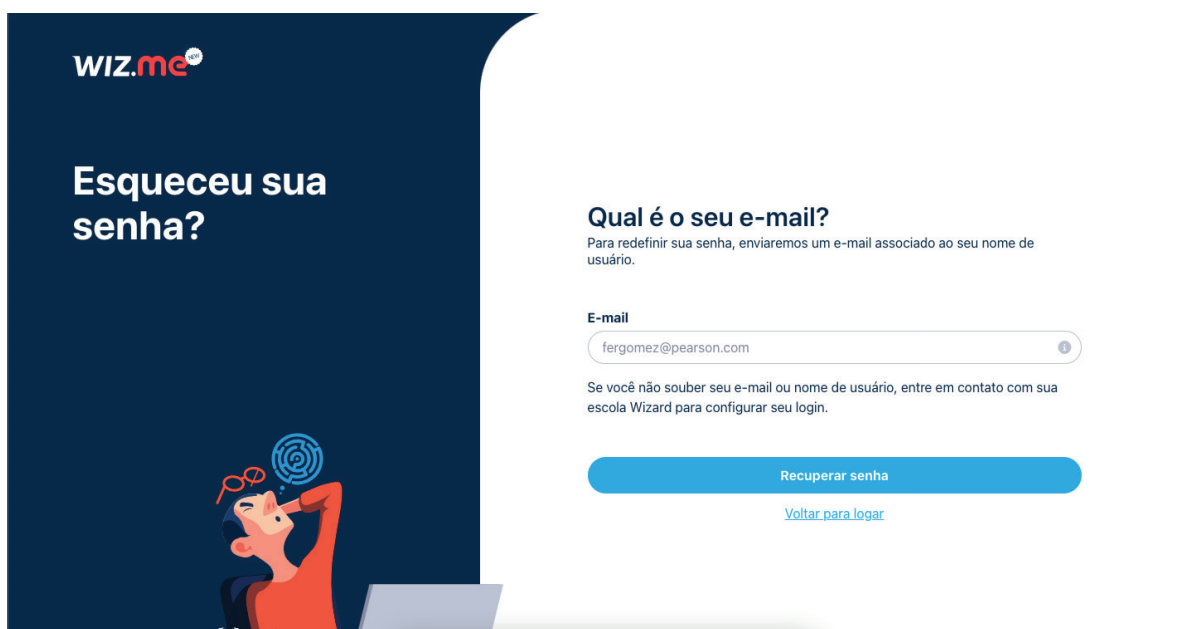 WIZ.me NEW
Esqueceu sua
senha?
Qual é o seu e-mail?
Para redefinir sua senha, enviaremos um e-mail associado ao seu nome de
usuário.
E-mail
fergomez@pearson.com
Se você não souber seu e-mail ou nome de usuário, entre em contato com sua
escola Wizard para configurar seu login.
Recuperar senha
Voltar para logar